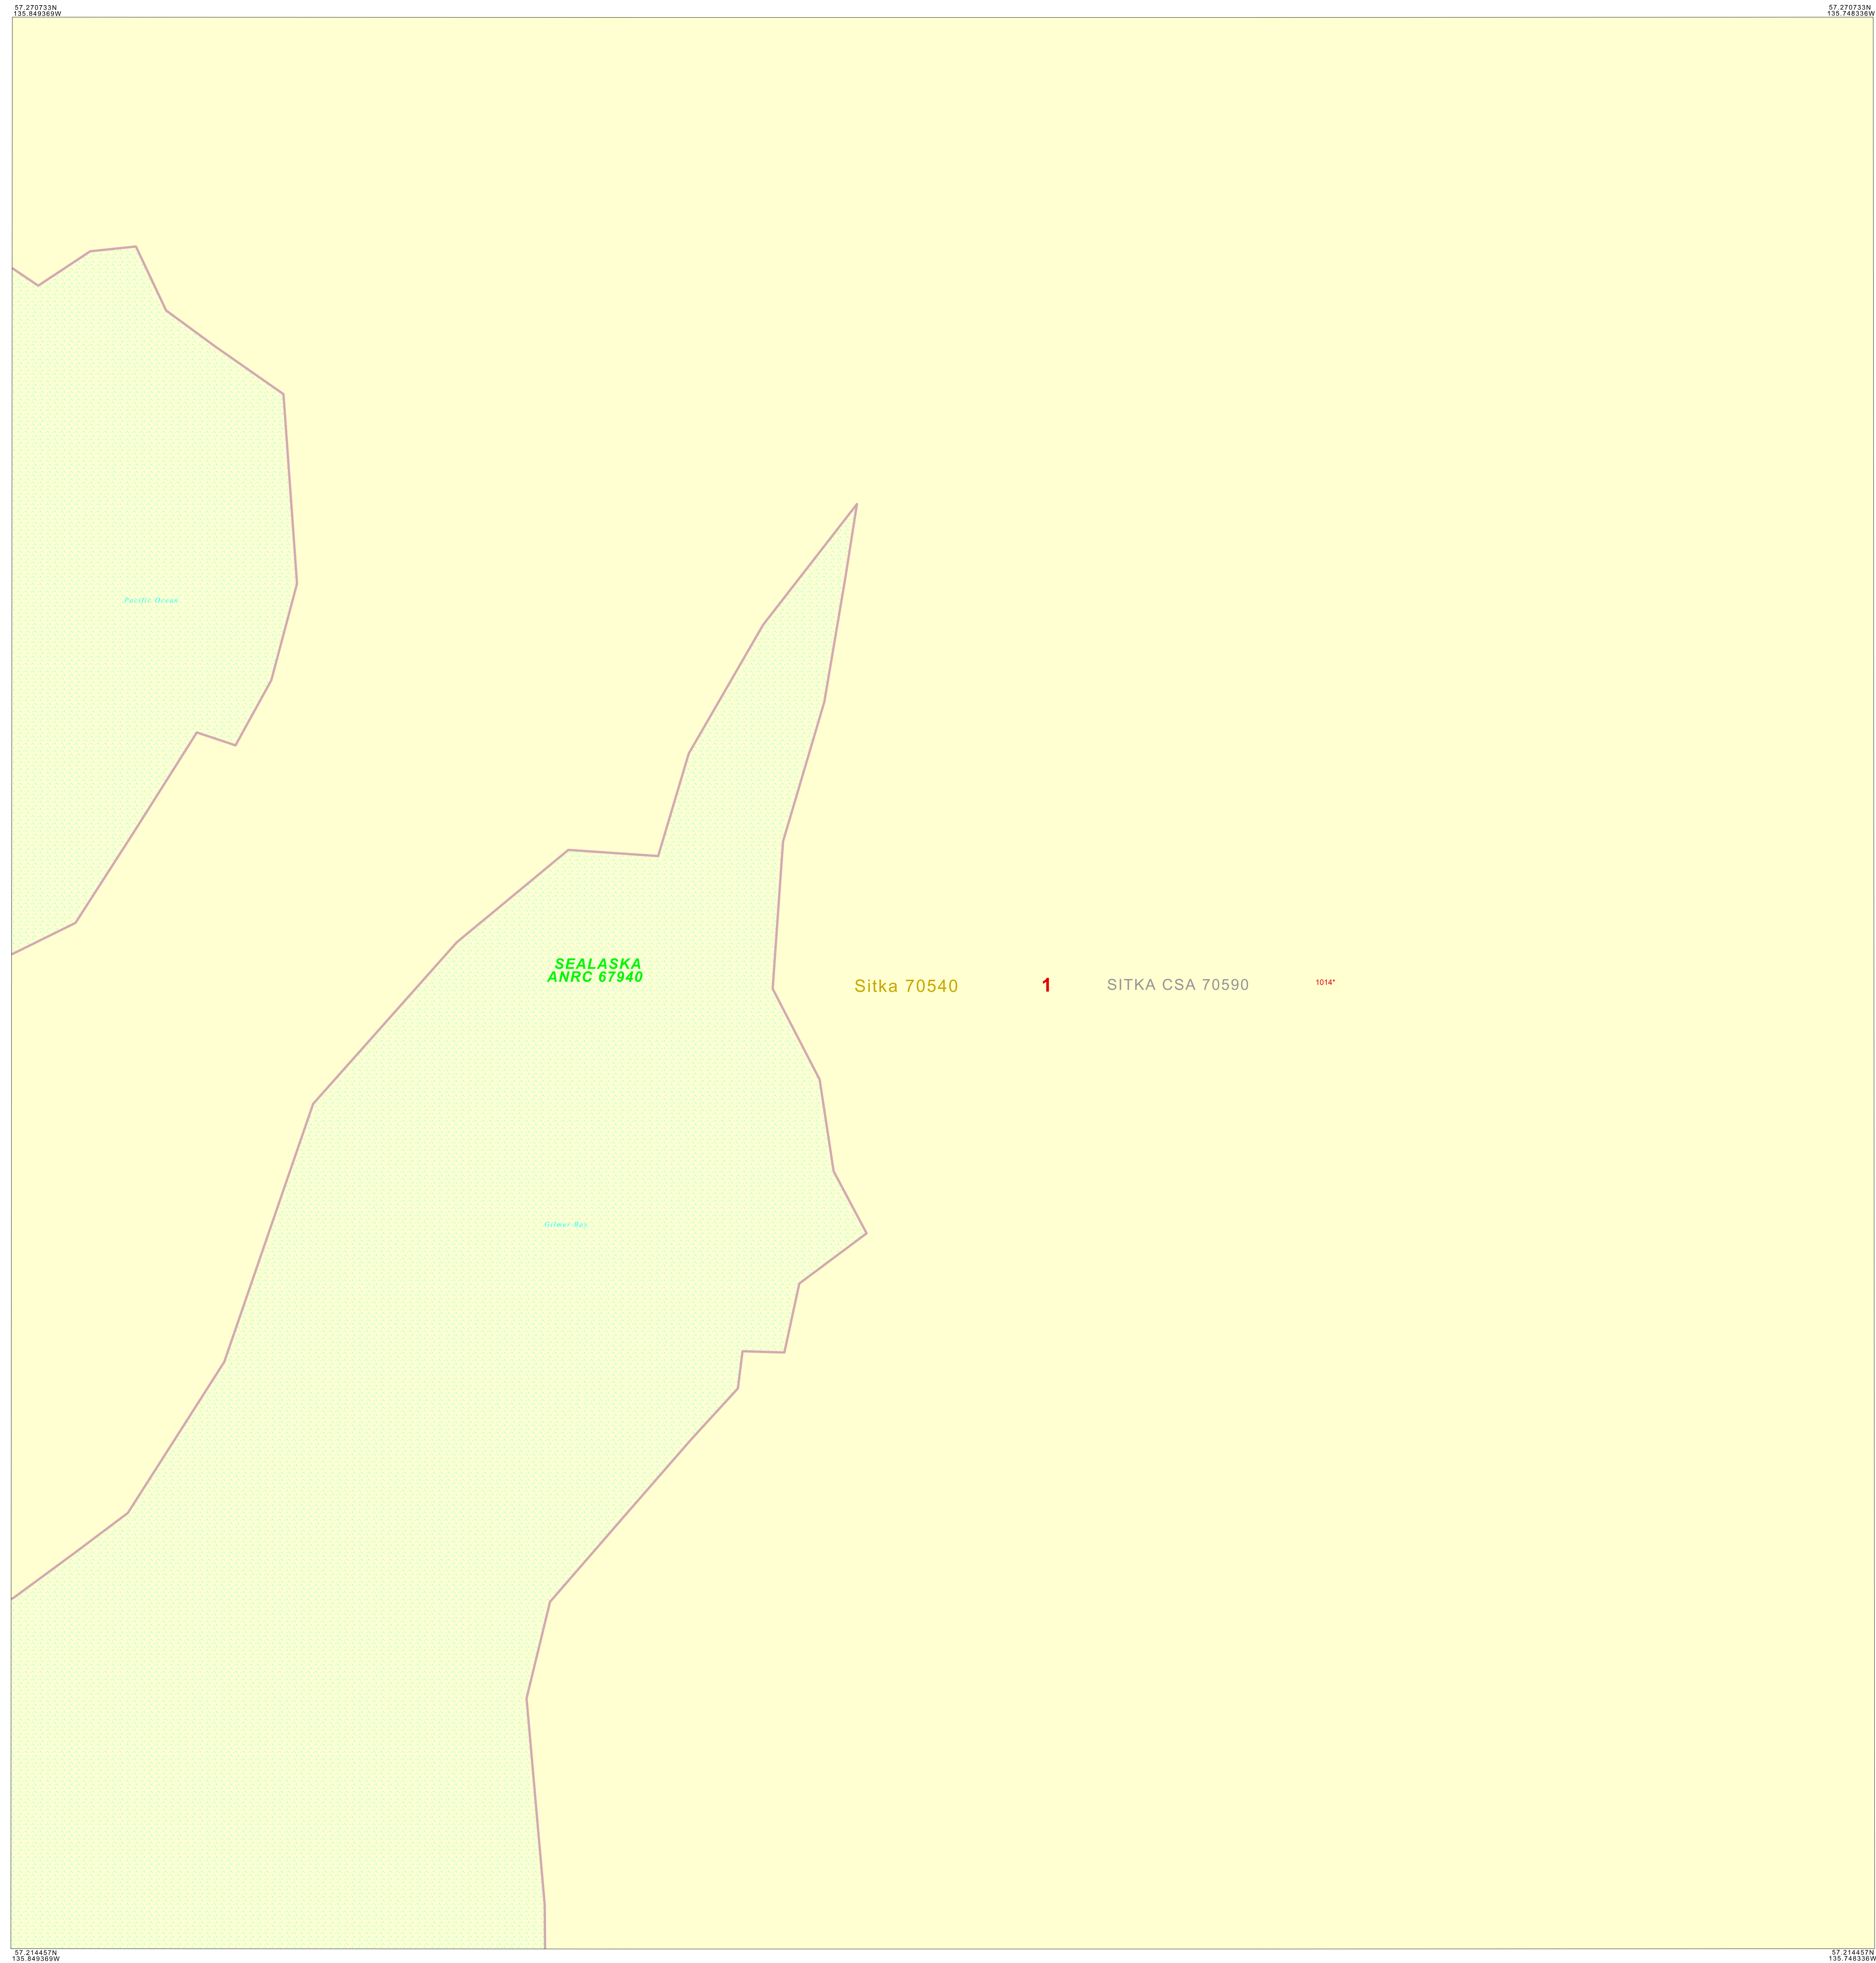 57.270733N
135.849369W
57.270733N
135.748336W
Pacific Ocean
SEALASKA
ANRC 67940
Sitka 70540
1
SITKA CSA 70590
1014*
Gilmer Bay
57.214457N
135.849369W
57.214457N
135.748336W